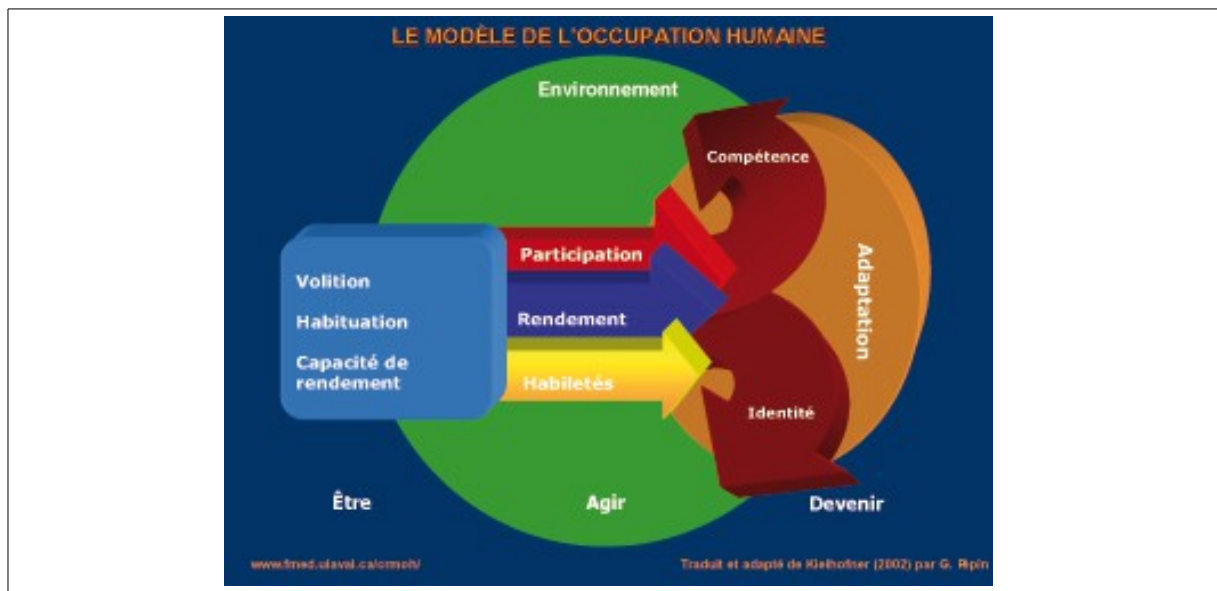 LE MODÈLE DE L'OCCUPATION HUMAINE
Environnement
Compétence
Participation
Volition
Adaptation
Habituation
Rendement
Capacité de
rendement
Habiletés
Identité
Être
Agir
Devenir
www.fmed.ulaval.ca/crmoh/
Traduit et adapté de Kielhofner (2002) par G. Pépin